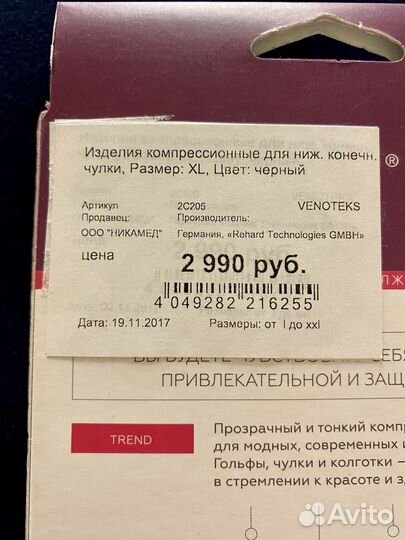 ®
Изделия компрессионные для ниж. конечн.
чулки, Размер: XL, Цвет: черный
Артикул 2C205 VENOTEKS
Продавец: Производитель:
ООО "НИКАМЕД" Германия, «Rehard Technologies GMBH»
цена 2 990 руб.
4 049282 216255
Дата: 19.11.2017 Размеры: от l до xxl
ПРИВЛЕКАТЕЛЬНОЙ И ЗАЩ
TREND
Прозрачный и тонкий комп
для модных, современных и
Гольфы, чулки и колготки —
в стремлении к красоте и з
Avito